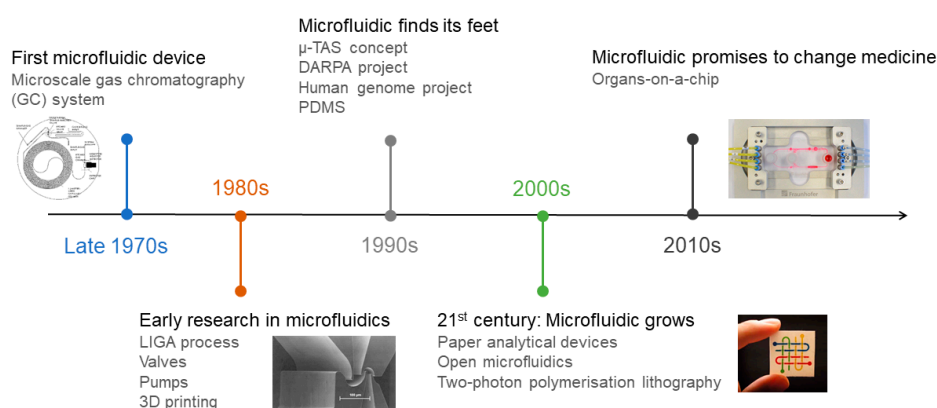 Microfluidic finds its feet
µ-TAS concept
DARPA project
Human genome project
PDMS
First microfluidic device
Microscale gas chromatography
(GC) system
Microfluidic promises to change medicine
Organs-on-a-chip
Fraunhofer
1980s
2000s
Late 1970s
1990s
2010s
Early research in microfluidics
LIGA process
Valves
Pumps
3D printing
21st century: Microfluidic grows
Paper analytical devices
Open microfluidics
Two-photon polymerisation lithography